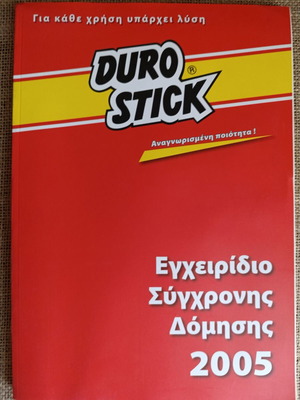 Για κάθε χρήση υπάρχει λύση
DURO
STICK®
Αναγνωρισμένη ποιότητα!
Εγχειρίδιο
Σύγχρονης
Δόμησης
2005